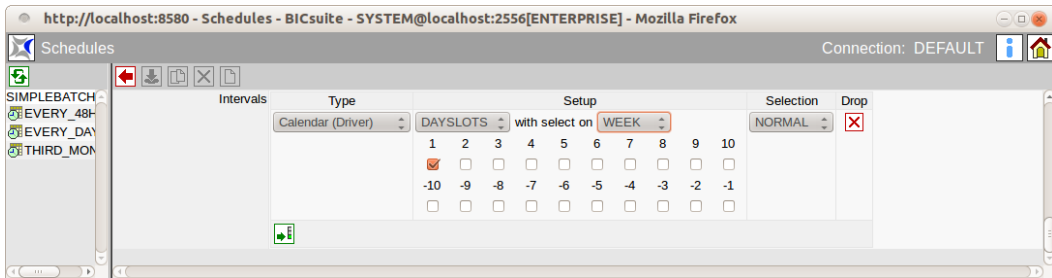 http://localhost:8580 - Schedules - BICsuite - SYSTEM@localhost:2556[ENTERPRISE] - Mozilla Firefox
Schedules Connection: DEFAULT
SIMPLEBATCH
EVERY_48H
EVERY_DAY
THIRD_MON
Intervals Type Setup Selection Drop
Calendar (Driver) DAYSLOTS with select on WEEK NORMAL
1 2 3 4 5 6 7 8 9 10
-10 -9 -8 -7 -6 -5 -4 -3 -2 -1